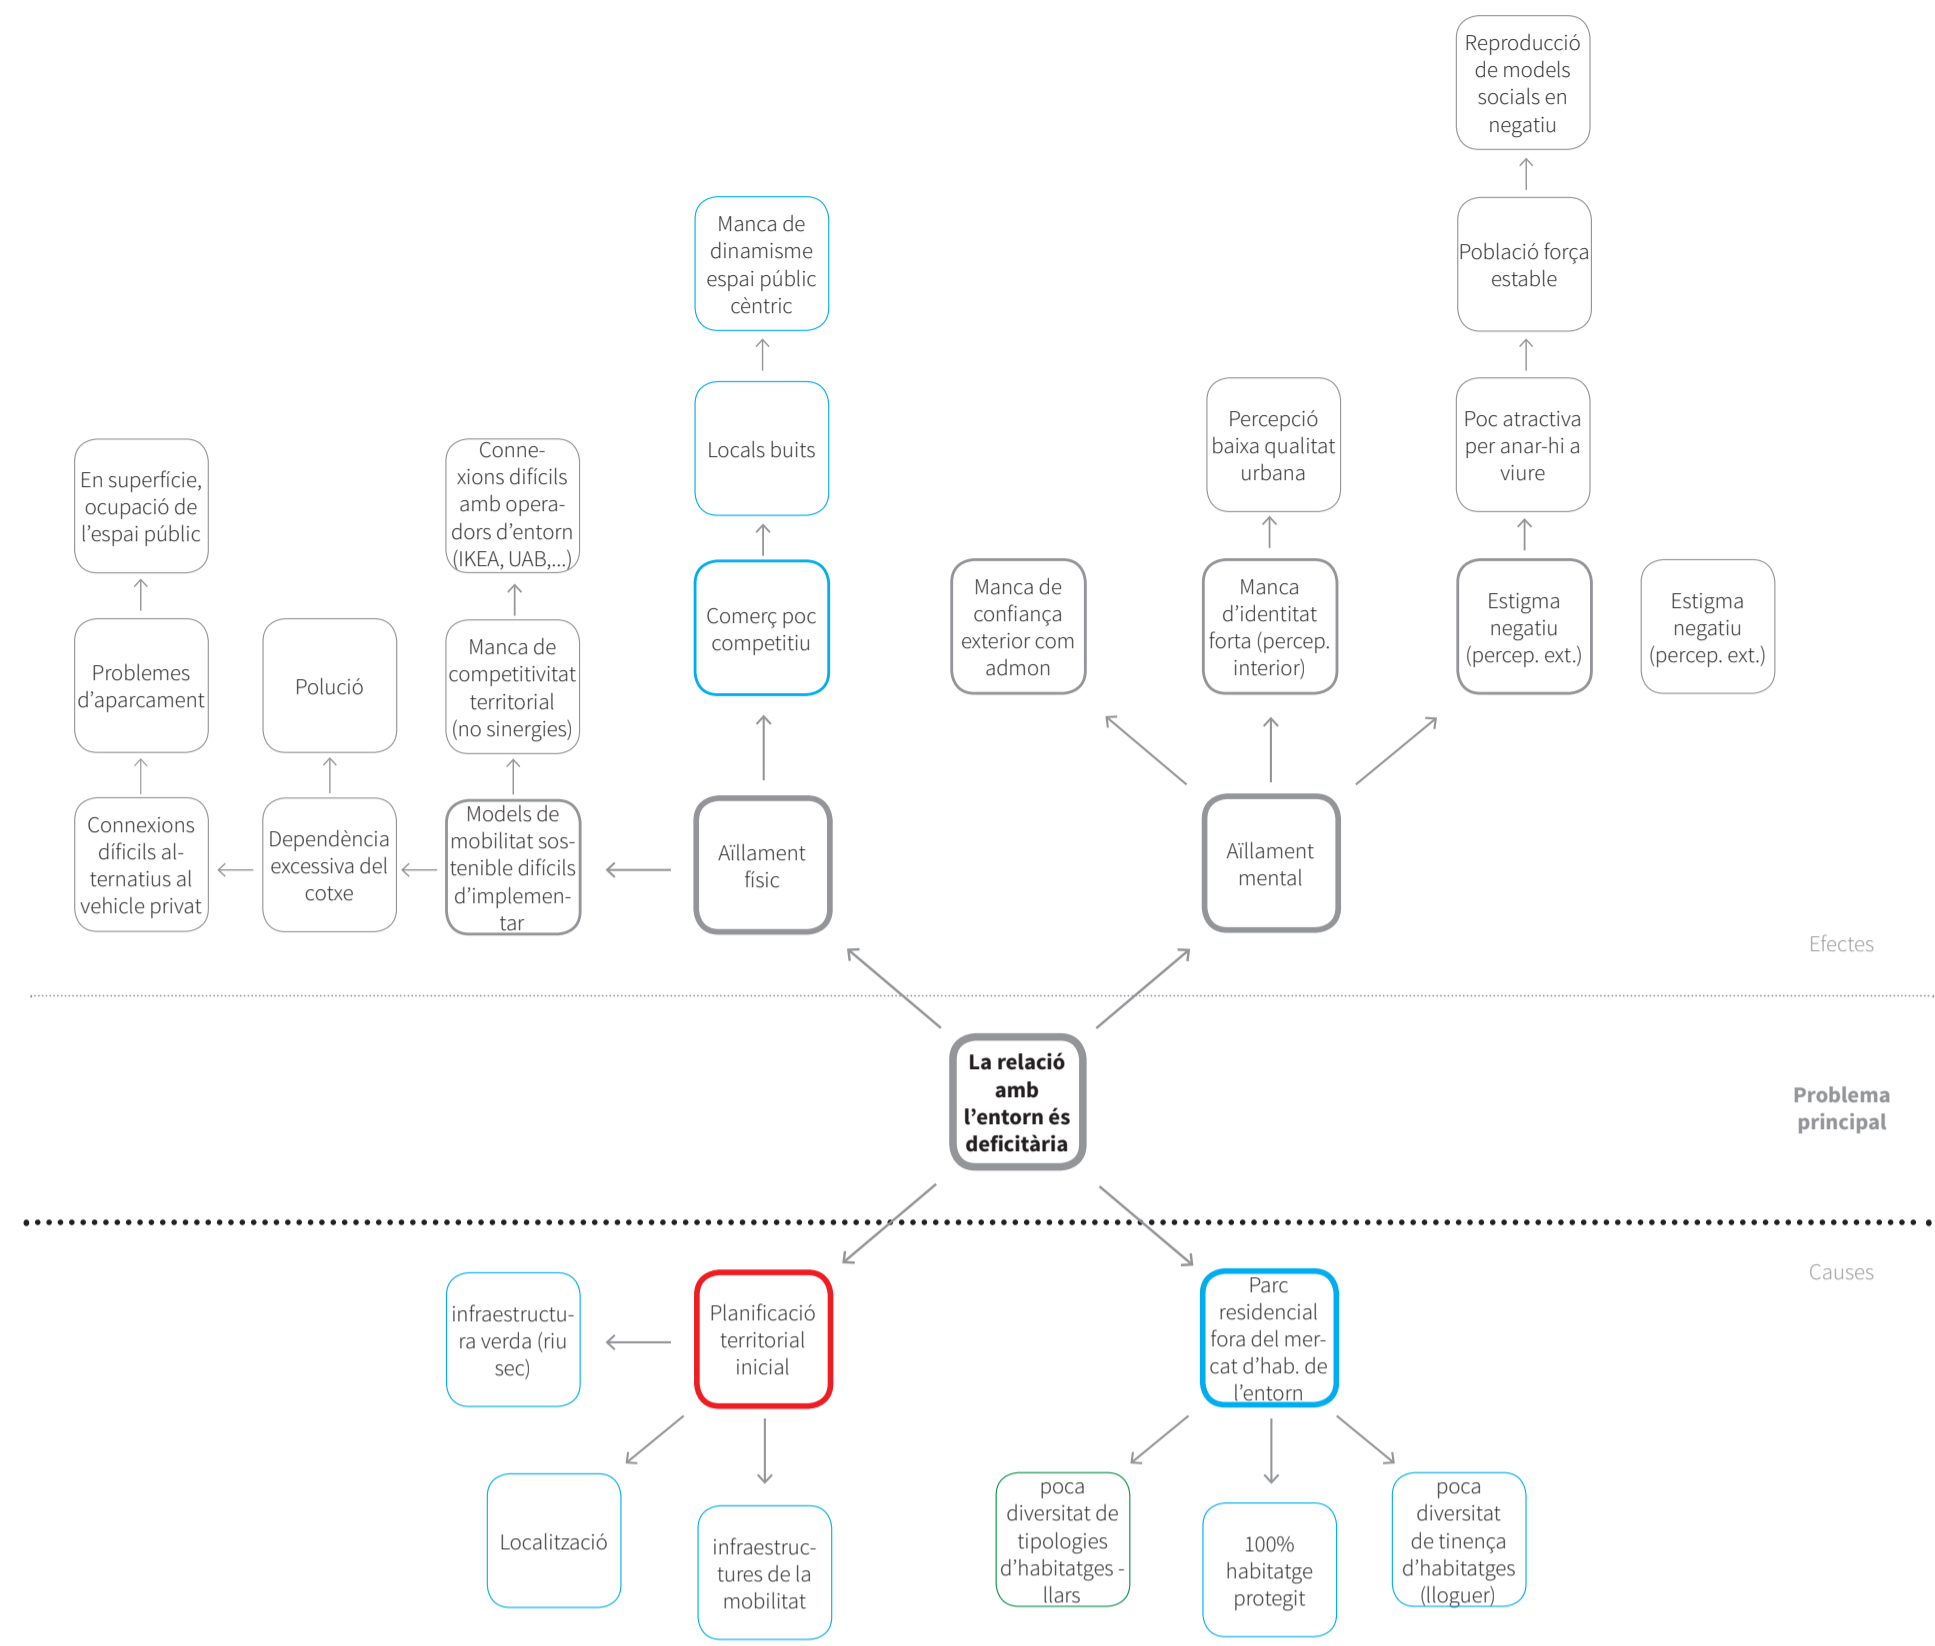 Reproducció
de models
socials en
negatiu
Manca de
dinamisme
espai públic
cèntric
Població força
estable
Locals buits
Percepció
baixa qualitat
urbana
Poc atractiva
per anar-hi a
viure
En superfície,
ocupació de
l’espai públic
Conne-
xions difícils
amb opera-
dors d’entorn
(IKEA, UAB,...)
Comerç poc
competitiu
Manca de
confiança
exterior com
admon
Manca
d’identitat
forta (percep.
interior)
Estigma
negatiu
(percep. ext.)
Estigma
negatiu
(percep. ext.)
Problemes
d’aparcament
Polució
Manca de
competitivitat
territorial
(no sinergies)
Connexions
díficils al-
ternatius al
vehicle privat
Dependència
excessiva del
cotxe
Models de
mobilitat sos-
tenible difícils
d’implemen-
tar
Aïllament
físic
Aïllament
mental
Efectes
La relació
amb
l’entorn és
deficitària
Problema
principal
Causes
infraestructu-
ra verda (riu
sec)
Planificació
territorial
inicial
Parc
residencial
fora del mer-
cat d’hab. de
l’entorn
Localització
infraestruc-
tures de la
mobilitat
poca
diversitat de
tipologies
d’habitatges -
llars
100%
habitatge
protegit
poca
diversitat
de tinença
d’habitatges
(lloguer)